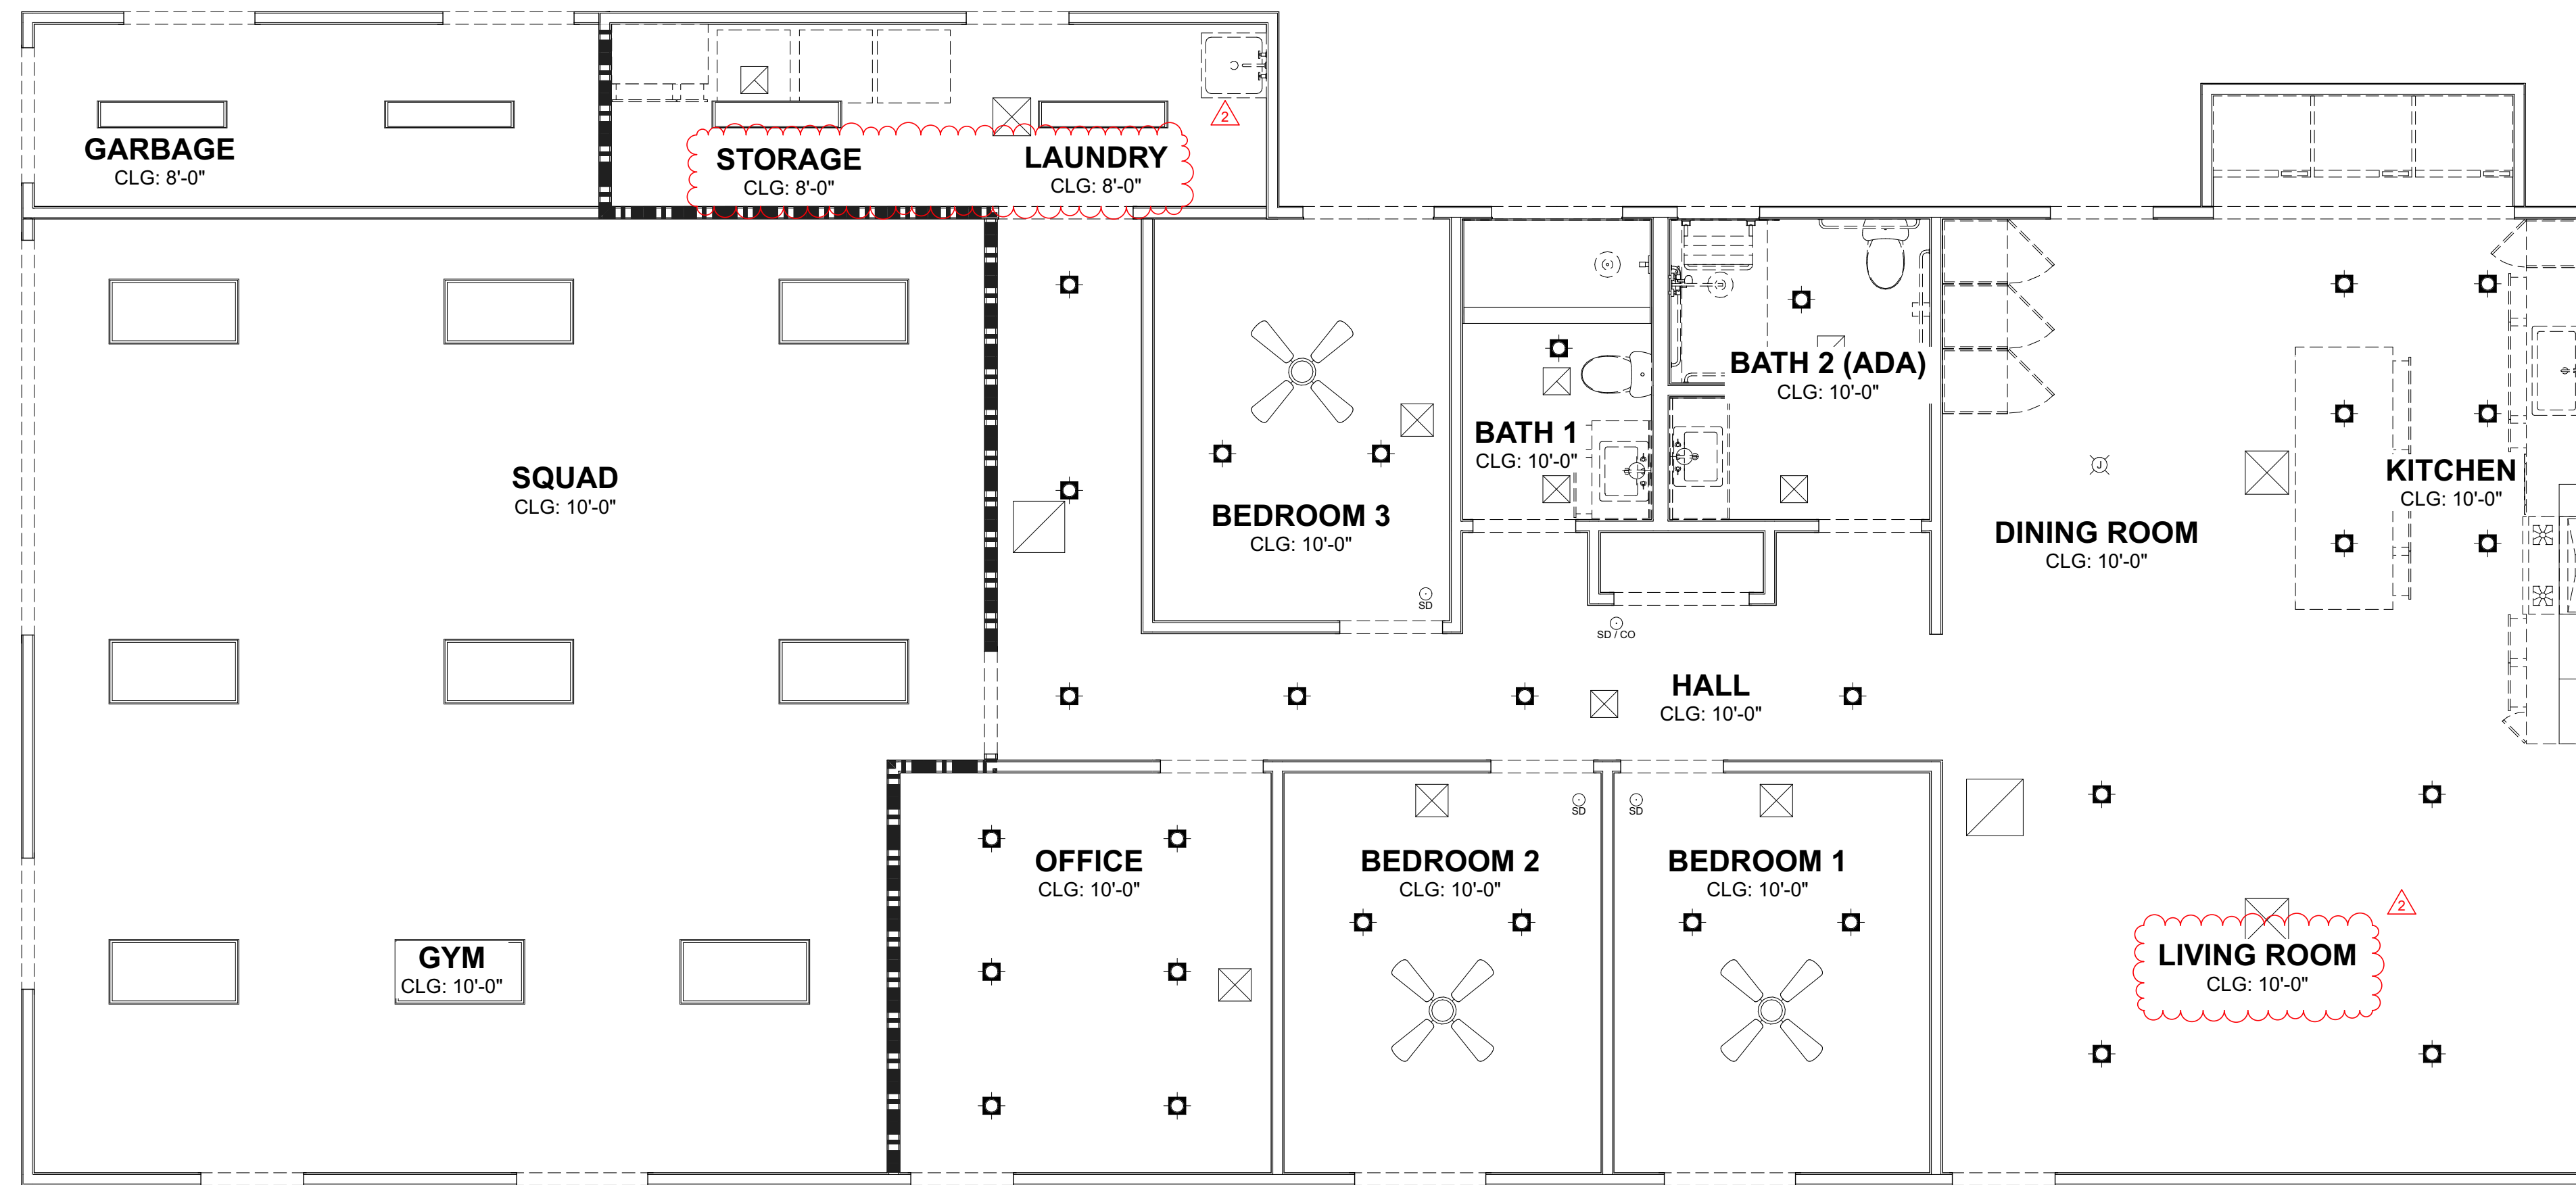 GARBAGE
CLG: 8'-0"
STORAGE
CLG: 8'-0"
LAUNDRY
CLG: 8'-0"
2
SQUAD
CLG: 10'-0"
BEDROOM 3
CLG: 10'-0"
SD
BATH 1
CLG: 10'-0"
BATH 2 (ADA)
CLG: 10'-0"
J
DINING ROOM
CLG: 10'-0"
KITCHEN
CLG: 10'-0"
SD / CO
HALL
CLG: 10'-0"
GYM
CLG: 10'-0"
OFFICE
CLG: 10'-0"
BEDROOM 2
CLG: 10'-0"
SD
SD
BEDROOM 1
CLG: 10'-0"
2
LIVING ROOM
CLG: 10'-0"